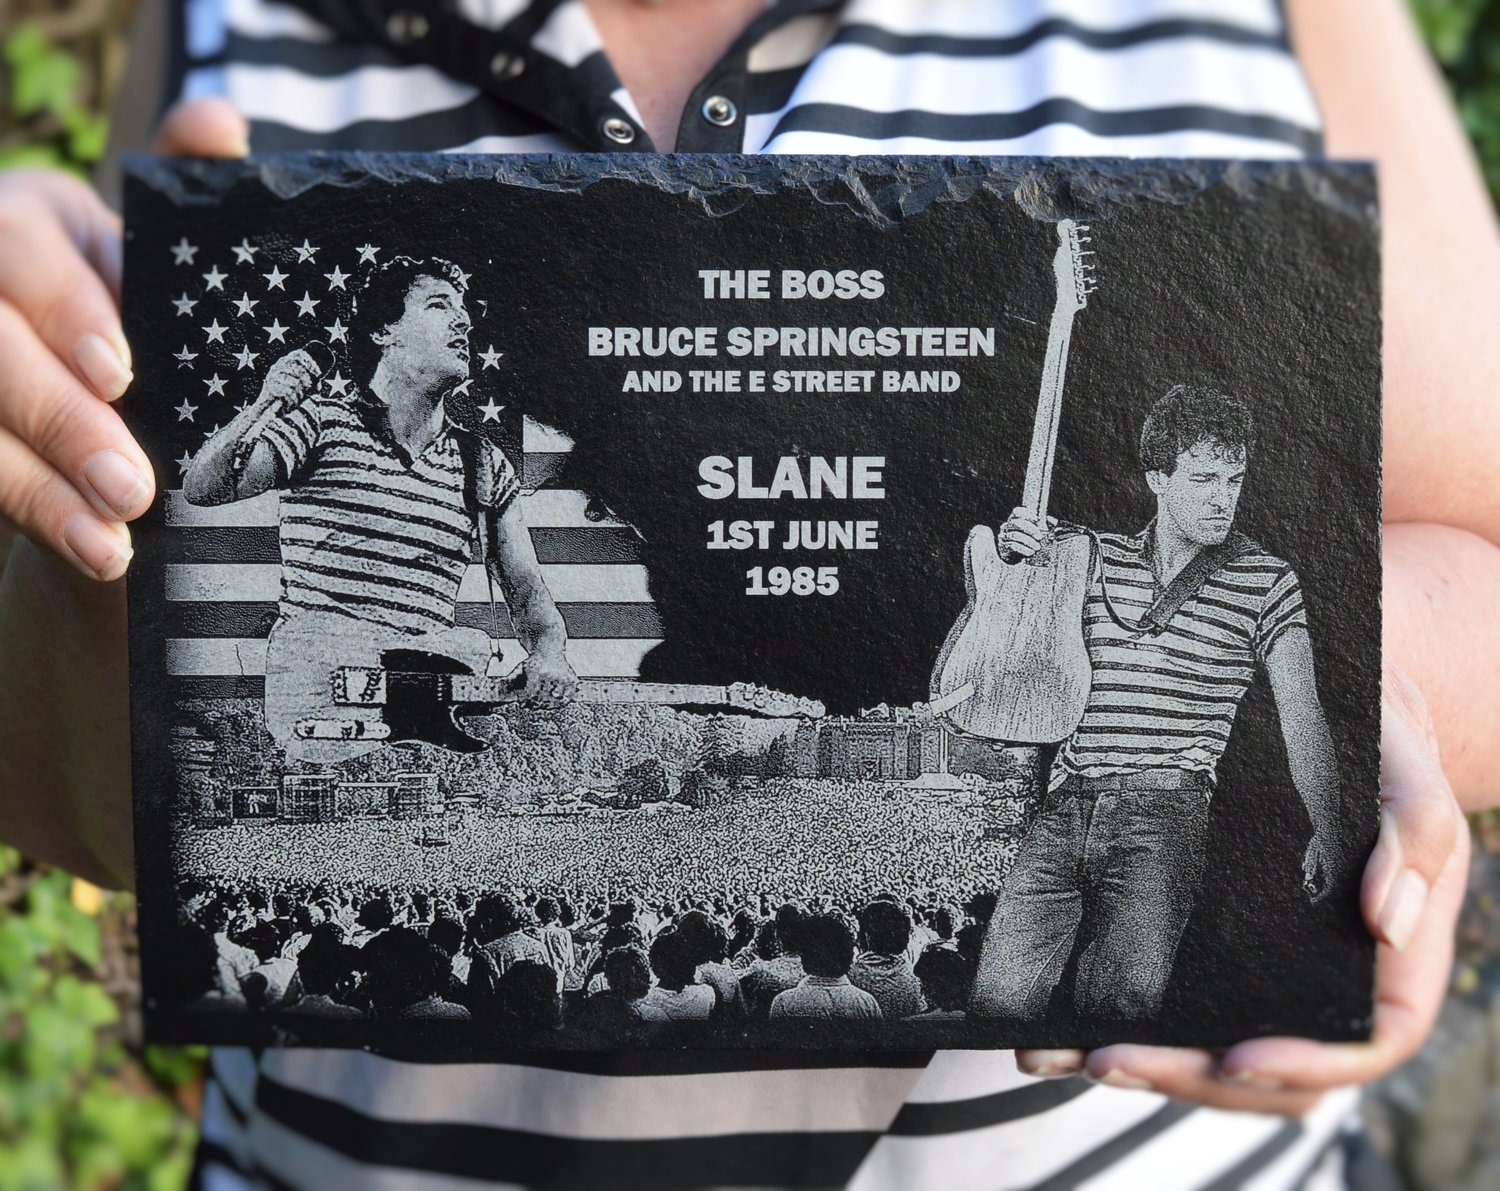 THE BOSS
BRUCE SPRINGSTEEN
AND THE E STREET BAND
SLANE
1ST JUNE
1985